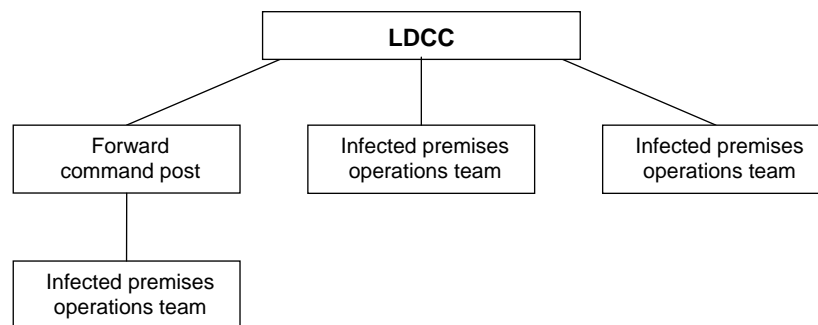 LDCC
Forward
command post
Infected premises
operations team
Infected premises
operations team
Infected premises
operations team